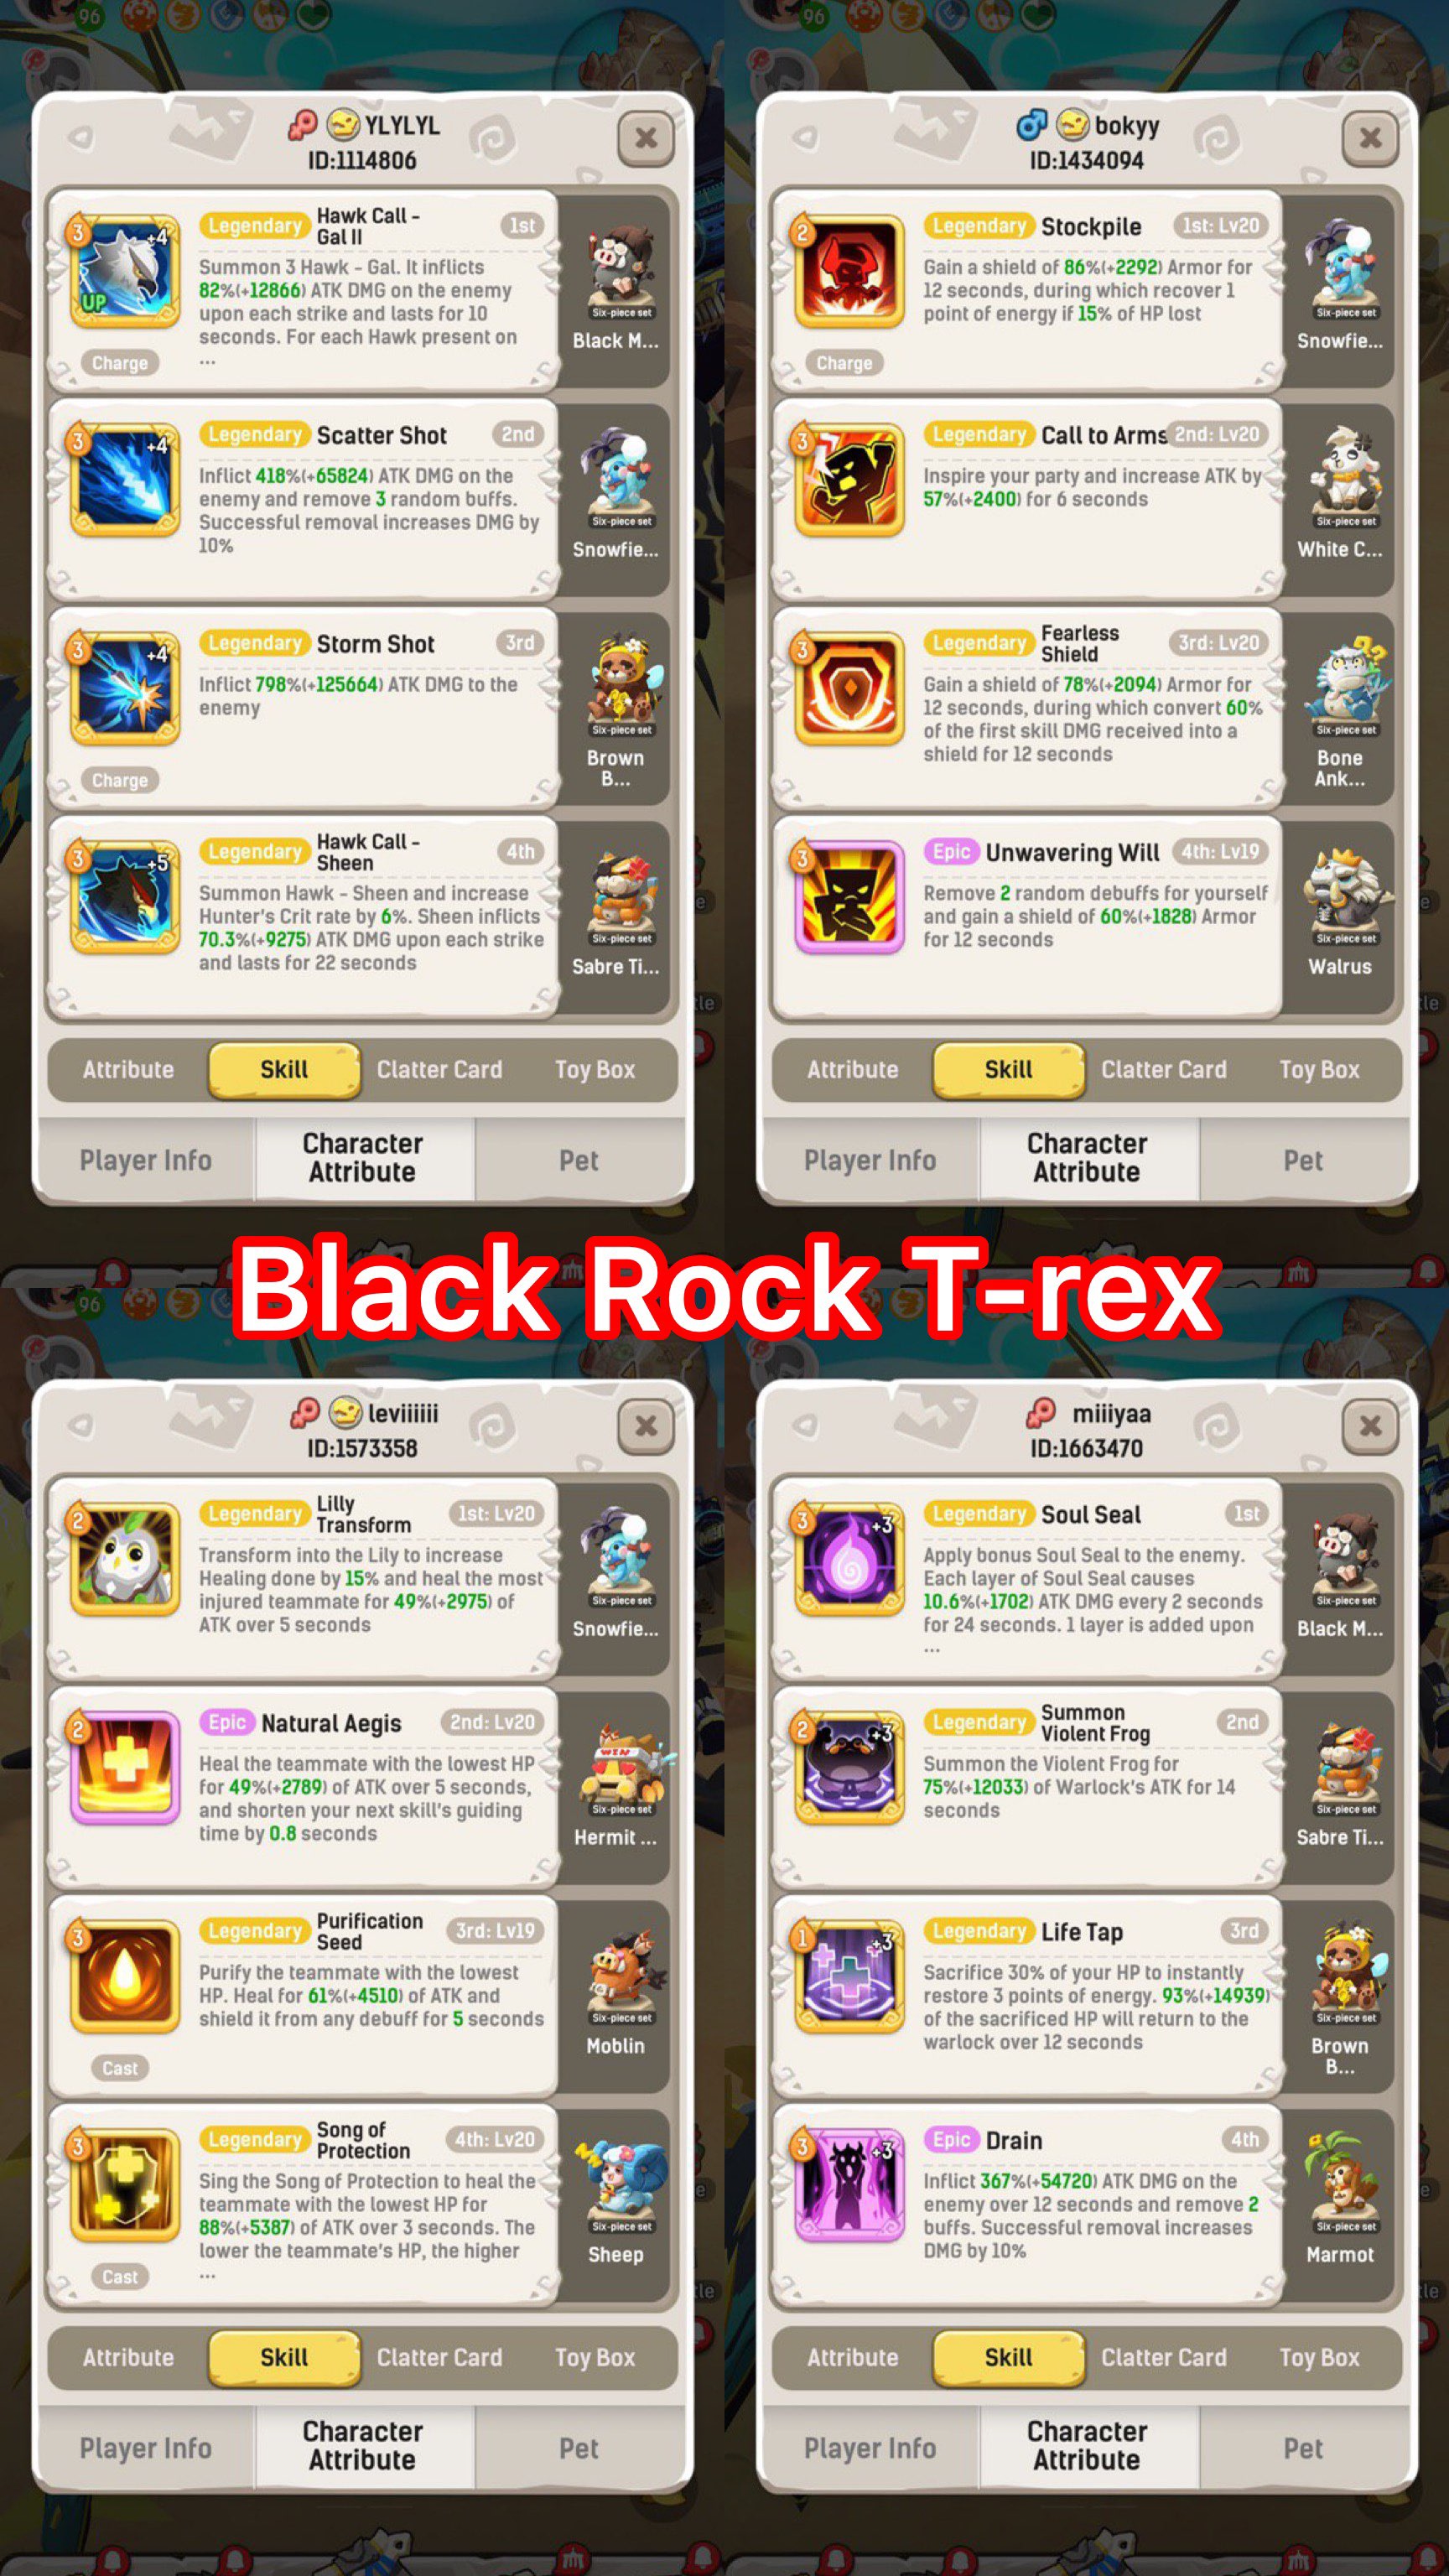 96
96
YLYLYL
ID:1114806
3
+4
UP
Charge
Legendary
Hawk Call -
Gal II
1st
Summon 3 Hawk - Gal. It inflicts
82%(+12866) ATK DMG on the enemy
upon each strike and lasts for 10
seconds. For each Hawk present on
...
Six-piece set
Black M...
3
+4
Legendary
Scatter Shot
2nd
Inflict 418%(+65824) ATK DMG on the
enemy and remove 3 random buffs.
Successful removal increases DMG by
10%
Six-piece set
Snowfie...
3
+4
Charge
Legendary
Storm Shot
3rd
Inflict 798%(+125664) ATK DMG to the
enemy
Six-piece set
Brown
B...
3
+5
Legendary
Hawk Call -
Sheen
4th
Summon Hawk - Sheen and increase
Hunter's Crit rate by 6%. Sheen inflicts
70.3%(+9275) ATK DMG upon each strike
and lasts for 22 seconds
Six-piece set
Sabre Ti...
Attribute
Skill
Clatter Card
Toy Box
Player Info
Character
Attribute
Pet
bokyy
ID:1434094
2
Charge
Legendary
Stockpile
1st: Lv20
Gain a shield of 86%(+2292) Armor for
12 seconds, during which recover 1
point of energy if 15% of HP lost
Six-piece set
Snowfie...
3
Legendary
Call to Arms
2nd: Lv20
Inspire your party and increase ATK by
57%(+2400) for 6 seconds
Six-piece set
White C...
3
Legendary
Fearless
Shield
3rd: Lv20
Gain a shield of 78%(+2094) Armor for
12 seconds, during which convert 60%
of the first skill DMG received into a
shield for 12 seconds
Six-piece set
Bone
Ank...
3
Epic
Unwavering Will
4th: Lv19
Remove 2 random debuffs for yourself
and gain a shield of 60%(+1828) Armor
for 12 seconds
Six-piece set
Walrus
Attribute
Skill
Clatter Card
Toy Box
Player Info
Character
Attribute
Pet
Black Rock T-rex
96
leviiiiii
ID:1573358
2
Legendary
Lilly
Transform
1st: Lv20
Transform into the Lily to increase
Healing done by 15% and heal the most
injured teammate for 49%(+2975) of
ATK over 5 seconds
Six-piece set
Snowfie...
2
Epic
Natural Aegis
2nd: Lv20
Heal the teammate with the lowest HP
for 49%(+2789) of ATK over 5 seconds,
and shorten your next skill's guiding
time by 0.8 seconds
WIN
Six-piece set
Hermit ...
3
Cast
Legendary
Purification
Seed
3rd: Lv19
Purify the teammate with the lowest
HP. Heal for 61%(+4510) of ATK and
shield it from any debuff for 5 seconds
Six-piece set
Moblin
3
Cast
Legendary
Song of
Protection
4th: Lv20
Sing the Song of Protection to heal the
teammate with the lowest HP for
88%(+5387) of ATK over 3 seconds. The
lower the teammate's HP, the higher
...
Six-piece set
Sheep
Attribute
Skill
Clatter Card
Toy Box
Player Info
Character
Attribute
Pet
miiiyaa
ID:1663470
3
+3
Legendary
Soul Seal
1st
Apply bonus Soul Seal to the enemy.
Each layer of Soul Seal causes
10.6%(+1702) ATK DMG every 2 seconds
for 24 seconds. 1 layer is added upon
...
Six-piece set
Black M...
2
+3
Legendary
Summon
Violent Frog
2nd
Summon the Violent Frog for
75%(+12033) of Warlock's ATK for 14
seconds
Six-piece set
Sabre Ti...
1
+3
Legendary
Life Tap
3rd
Sacrifice 30% of your HP to instantly
restore 3 points of energy. 93%(+14939)
of the sacrificed HP will return to the
warlock over 12 seconds
Six-piece set
Brown
B...
3
+3
Epic
Drain
4th
Inflict 367%(+54720) ATK DMG on the
enemy over 12 seconds and remove 2
buffs. Successful removal increases
DMG by 10%
Six-piece set
Marmot
Attribute
Skill
Clatter Card
Toy Box
Player Info
Character
Attribute
Pet